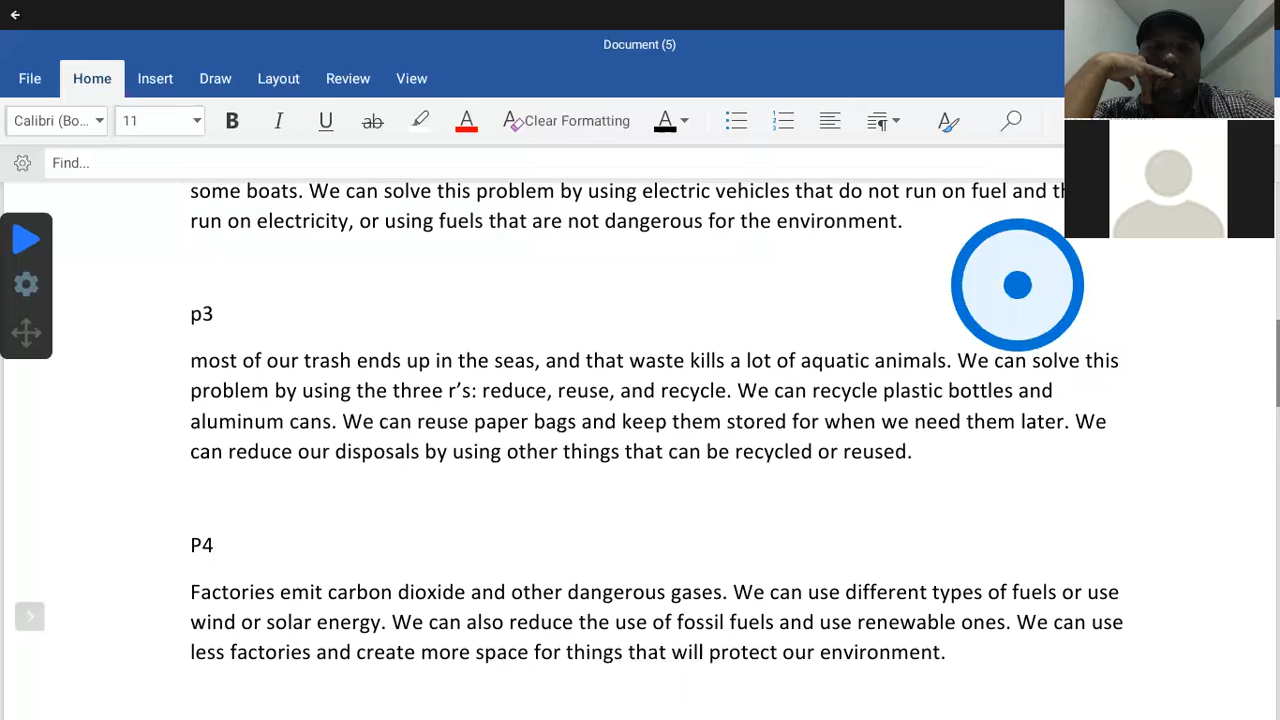 Document (5)
File Home Insert Draw Layout Review View
Calibri (Bo... 11 B I U ab A Clear Formatting A
Find...
some boats. We can solve this problem by using electric vehicles that do not run on fuel and
run on electricity, or using fuels that are not dangerous for the environment.
p3
most of our trash ends up in the seas, and that waste kills a lot of aquatic animals. We can solve this
problem by using the three r’s: reduce, reuse, and recycle. We can recycle plastic bottles and
aluminum cans. We can reuse paper bags and keep them stored for when we need them later. We
can reduce our disposals by using other things that can be recycled or reused.
P4
Factories emit carbon dioxide and other dangerous gases. We can use different types of fuels or use
wind or solar energy. We can also reduce the use of fossil fuels and use renewable ones. We can use
less factories and create more space for things that will protect our environment.